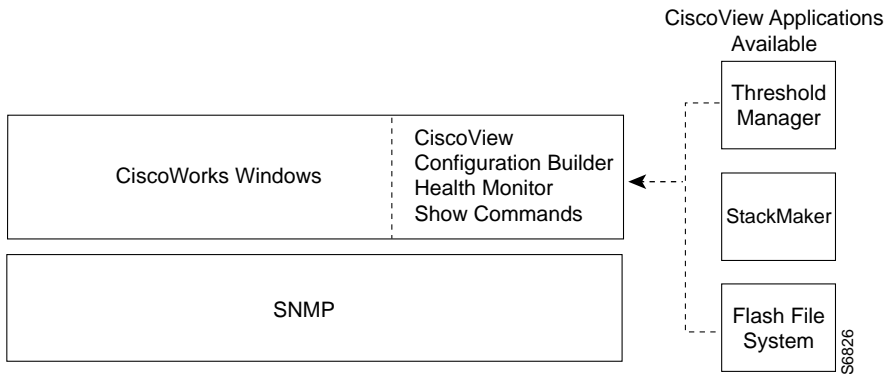 CiscoView Applications
Available
Threshold
Manager
CiscoWorks Windows
CiscoView
Configuration Builder
Health Monitor
Show Commands
StackMaker
SNMP
Flash File
System
S6826